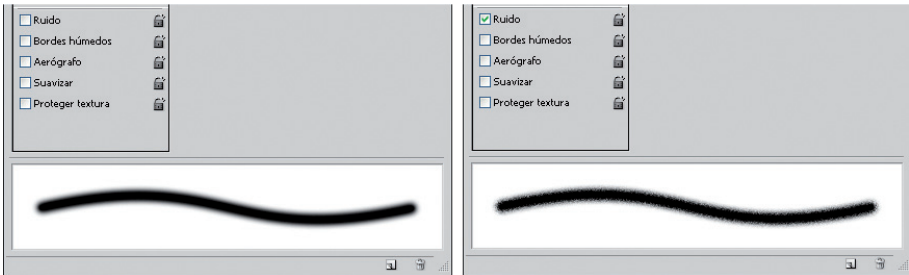 Ruido
Bordes húmedos
Aerógrafo
Suavizar
Proteger textura
Ruido
Bordes húmedos
Aerógrafo
Suavizar
Proteger textura